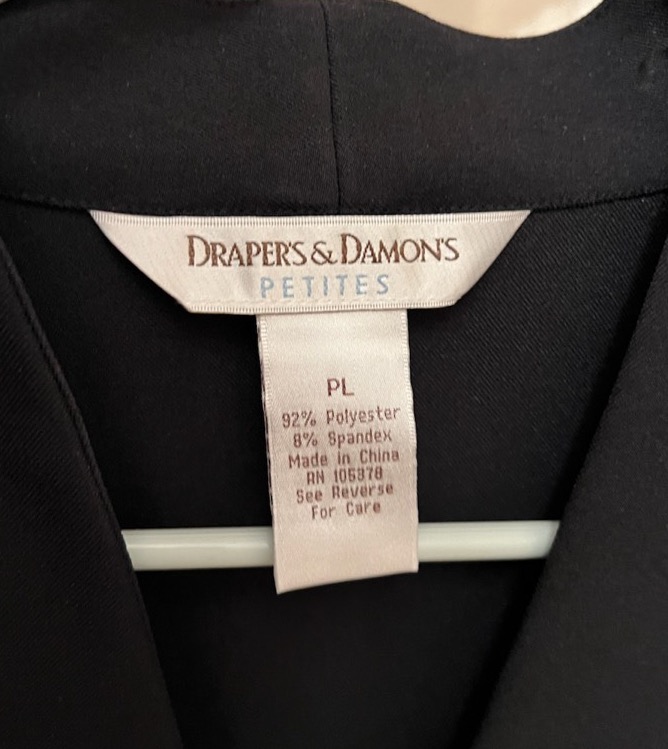 DRAPER'S & DAMON'S
PETITES
PL
92% Polyester
8% Spandex
Made in China
RN 105378
See Reverse
For Care